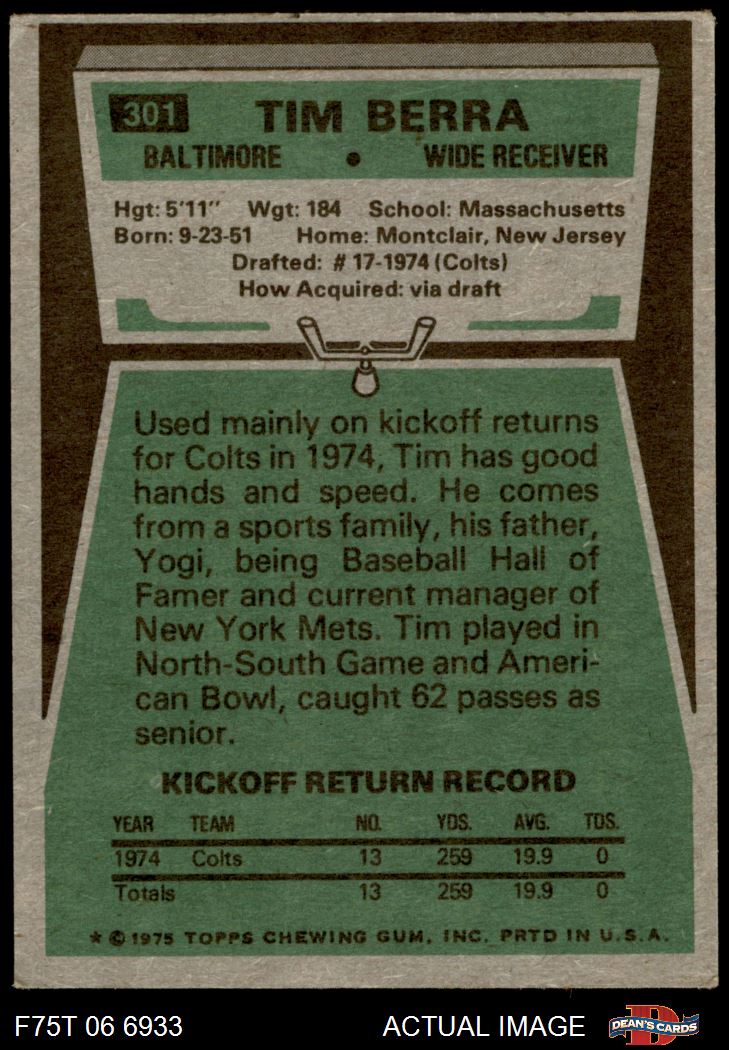 301 TIM BERRA
BALTIMORE • WIDE RECEIVER
Hgt: 5'11" Wgt: 184 School: Massachusetts
Born: 9-23-51 Home: Montclair, New Jersey
Drafted: # 17-1974 (Colts)
How Acquired: via draft
Used mainly on kickoff returns
for Colts in 1974, Tim has good
hands and speed. He comes
from a sports family, his father,
Yogi, being Baseball Hall of
Famer and current manager of
New York Mets. Tim played in
North-South Game and Ameri-
can Bowl, caught 62 passes as
senior.
KICKOFF RETURN RECORD
YEAR TEAM NO. YDS. AVG. TDS.
1974 Colts 13 259 19.9 0
Totals 13 259 19.9 0
* © 1975 TOPPS CHEWING GUM, INC. PRTD IN U.S.A.
F75T 06 6933 ACTUAL IMAGE D DEAN'S CARDS